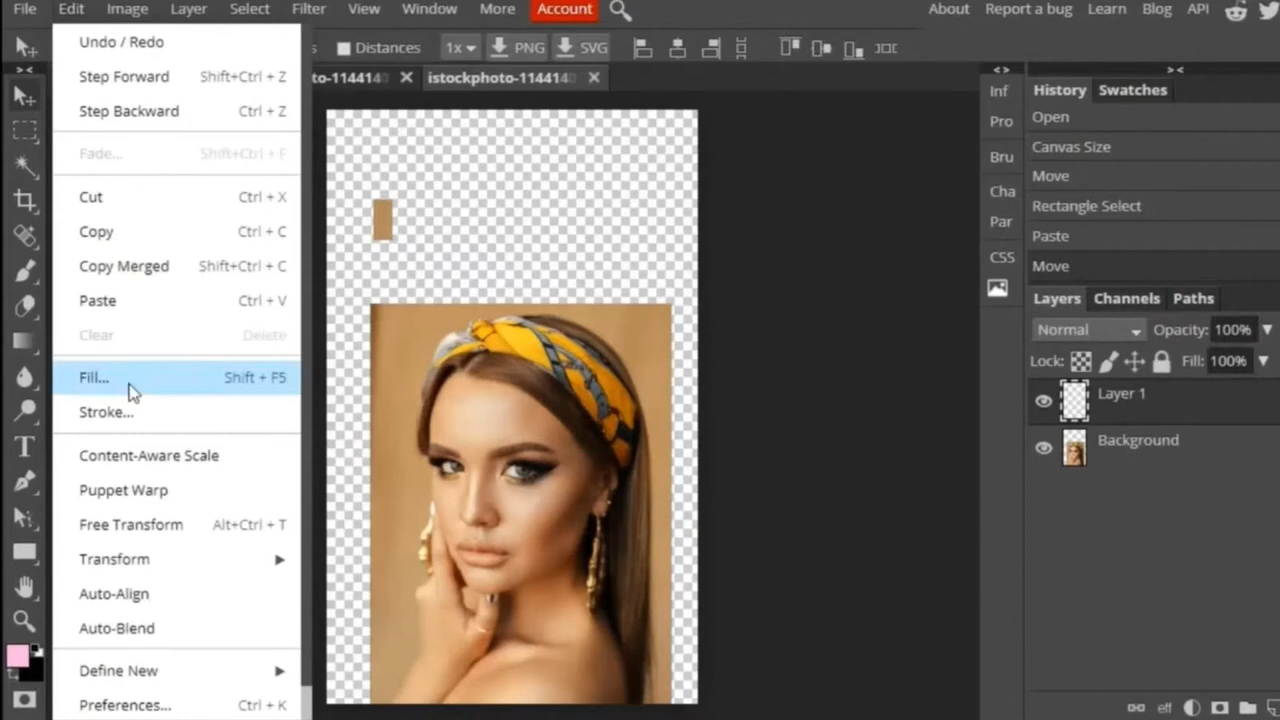 File Edit Image Layer Select Filter View Window More Account About Report a bug Learn Blog API
Distances 1x PNG SVG
istockphoto-1144140
Undo / Redo
Step Forward Shift+Ctrl + Z
Step Backward Ctrl + Z
Fade... Shift+Ctrl + F
Cut Ctrl + X
Copy Ctrl + C
Copy Merged Shift+Ctrl + C
Paste Ctrl + V
Clear Delete
Fill... Shift + F5
Stroke...
Content-Aware Scale
Puppet Warp
Free Transform Alt+Ctrl + T
Transform
Auto-Align
Auto-Blend
Define New
Preferences... Ctrl + K
Inf
Pro
Bru
Cha
Par
CSS
History Swatches
Open
Canvas Size
Move
Rectangle Select
Paste
Move
Layers Channels Paths
Normal Opacity: 100%
Lock: Fill: 100%
Layer 1
Background
eff